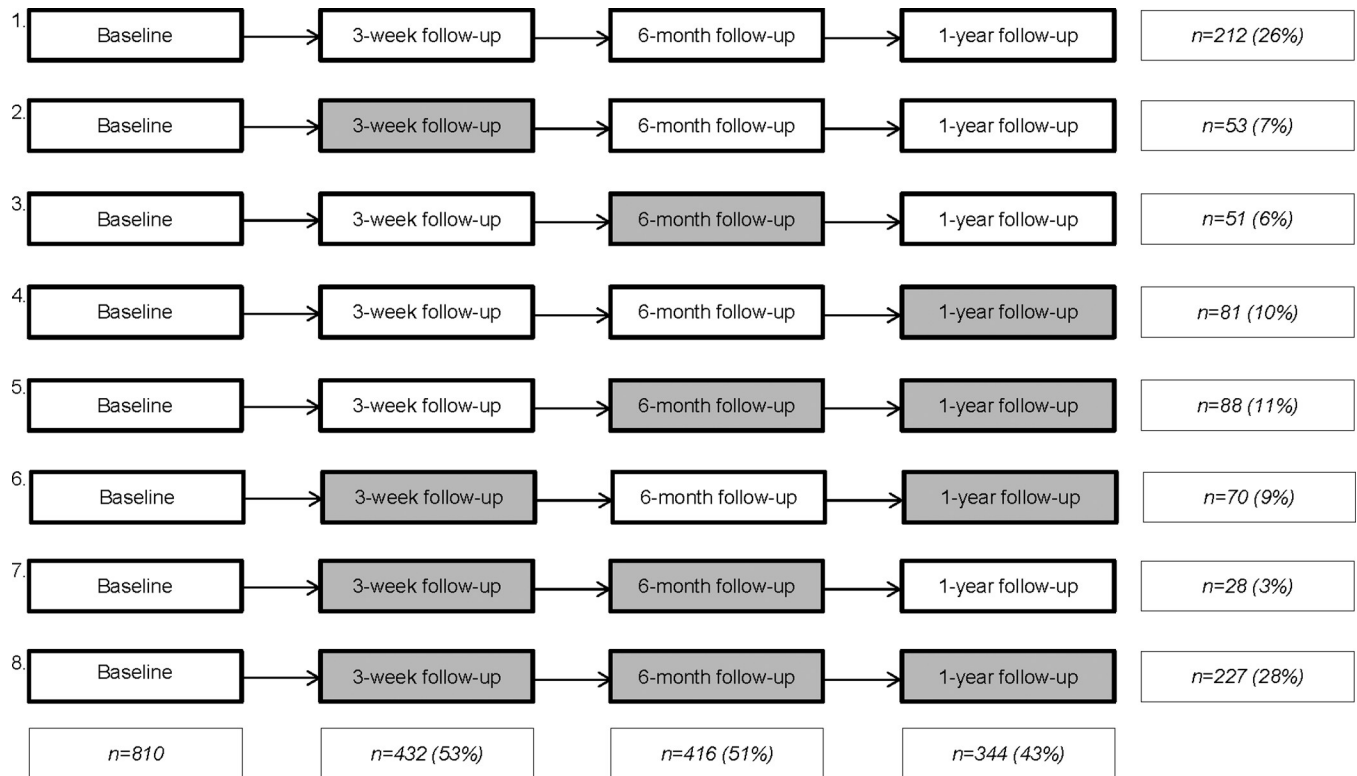 1. Baseline 3-week follow-up 6-month follow-up 1-year follow-up n=212 (26%)
2. Baseline 3-week follow-up 6-month follow-up 1-year follow-up n=53 (7%)
3. Baseline 3-week follow-up 6-month follow-up 1-year follow-up n=51 (6%)
4. Baseline 3-week follow-up 6-month follow-up 1-year follow-up n=81 (10%)
5. Baseline 3-week follow-up 6-month follow-up 1-year follow-up n=88 (11%)
6. Baseline 3-week follow-up 6-month follow-up 1-year follow-up n=70 (9%)
7. Baseline 3-week follow-up 6-month follow-up 1-year follow-up n=28 (3%)
8. Baseline 3-week follow-up 6-month follow-up 1-year follow-up n=227 (28%)
n=810 n=432 (53%) n=416 (51%) n=344 (43%)